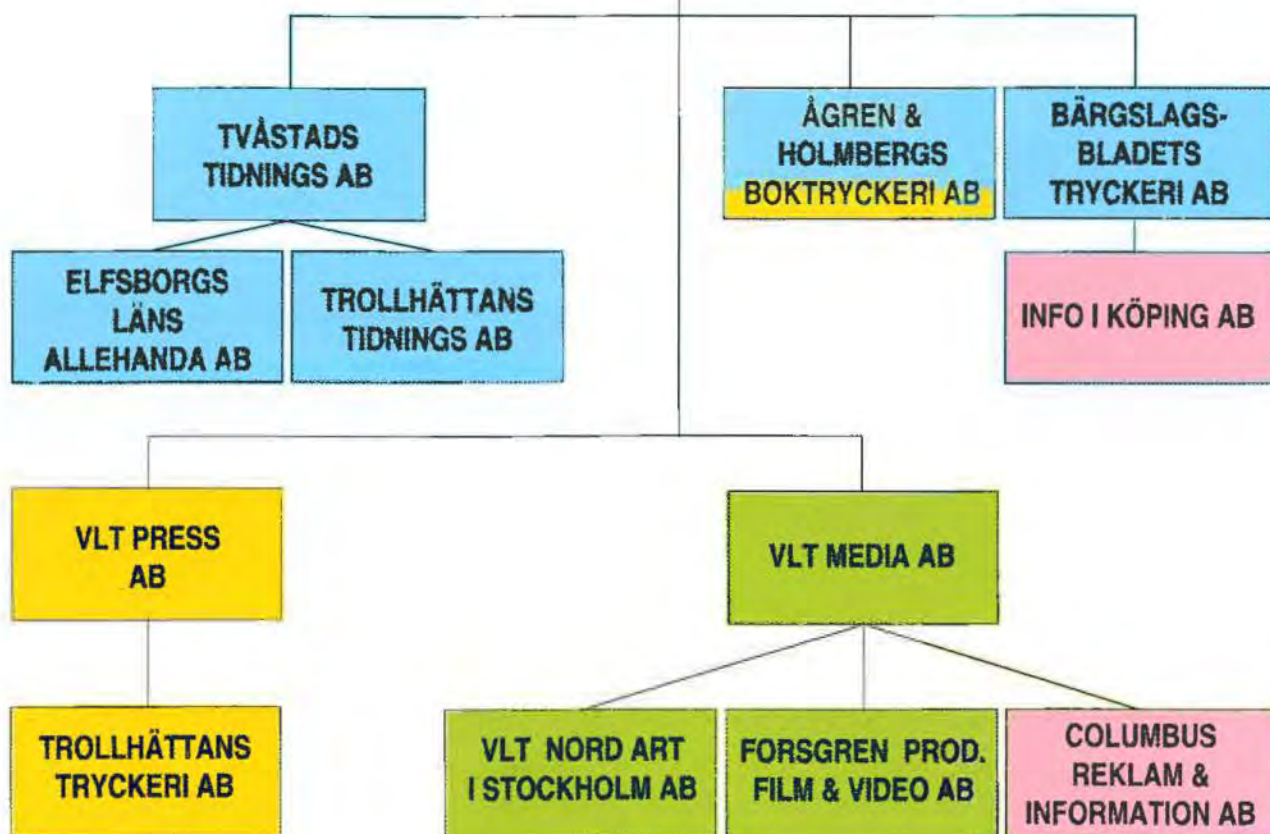 TVÅSTADS
TIDNINGS AB
ÅGREN &
HOLMBERGS
BOKTRYCKERI AB
BÄRGSLAGS-
BLADETS
TRYCKERI AB
ELFSBORGS
LÄNS
ALLEHANDA AB
TROLLHÄTTANS
TIDNINGS AB
INFO I KÖPING AB
VLT PRESS
AB
VLT MEDIA AB
TROLLHÄTTANS
TRYCKERI AB
VLT NORD ART
I STOCKHOLM AB
FORSGREN PROD.
FILM & VIDEO AB
COLUMBUS
REKLAM &
INFORMATION AB